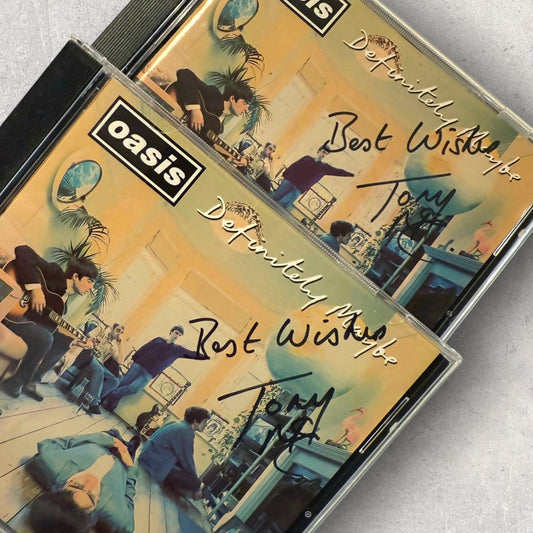 oasis
Definitely Maybe
Best Wishes
Tony
oasis
Definitely Maybe
Best Wishes
Tony